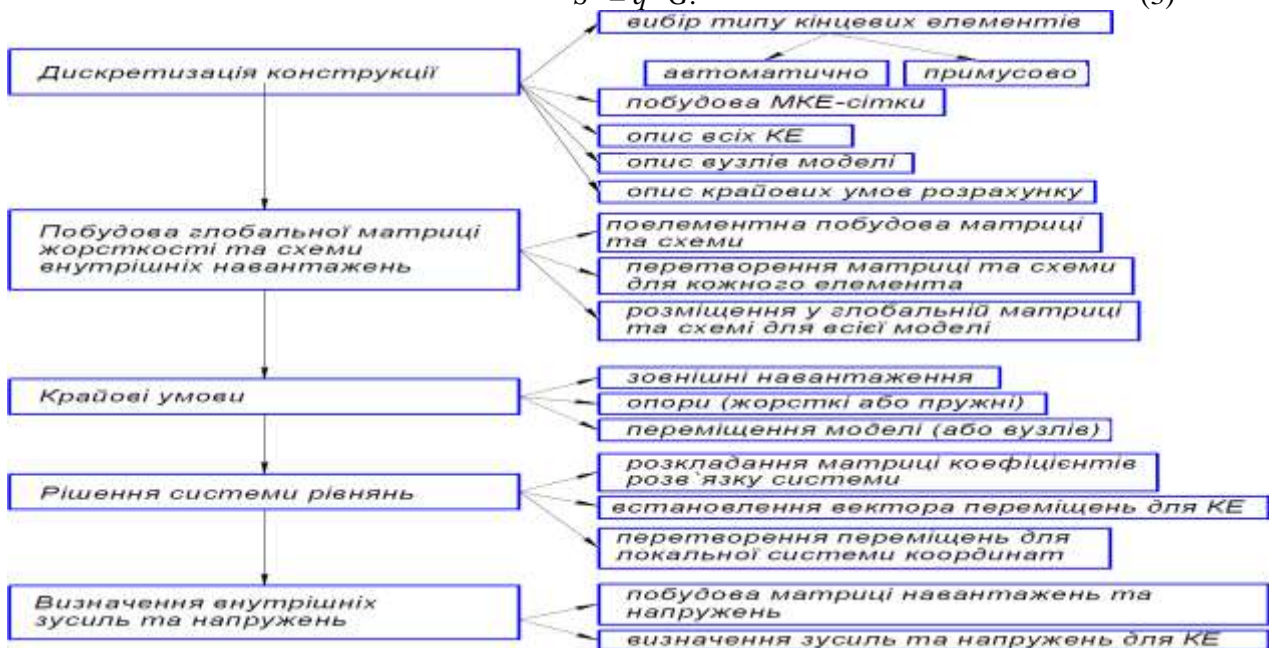 (3)
вибір типу кінцевих елементів
Дискретизація конструкції
автоматично
примусово
побудова МКЕ-сітки
опис всіх КЕ
опис вузлів моделі
опис крайових умов розрахунку
Побудова глобальної матриці
жорсткості та схеми
внутрішніх навантажень
поелементна побудова матриці
та схеми
перетворення матриці та схеми
для кожного елемента
розміщення у глобальній матриці
та схемі для всієї моделі
Крайові умови
зовнішні навантаження
опори (жорсткі або пружні)
переміщення моделі (або вузлів)
Рішення системи рівнянь
розкладання матриці коефіцієнтів
розв`язку системи
встановлення вектора переміщень для КЕ
перетворення переміщень для
локальної системи координат
Визначення внутрішніх
зусиль та напружень
побудова матриці навантажень та
напружень
визначення зусиль та напружень для КЕ